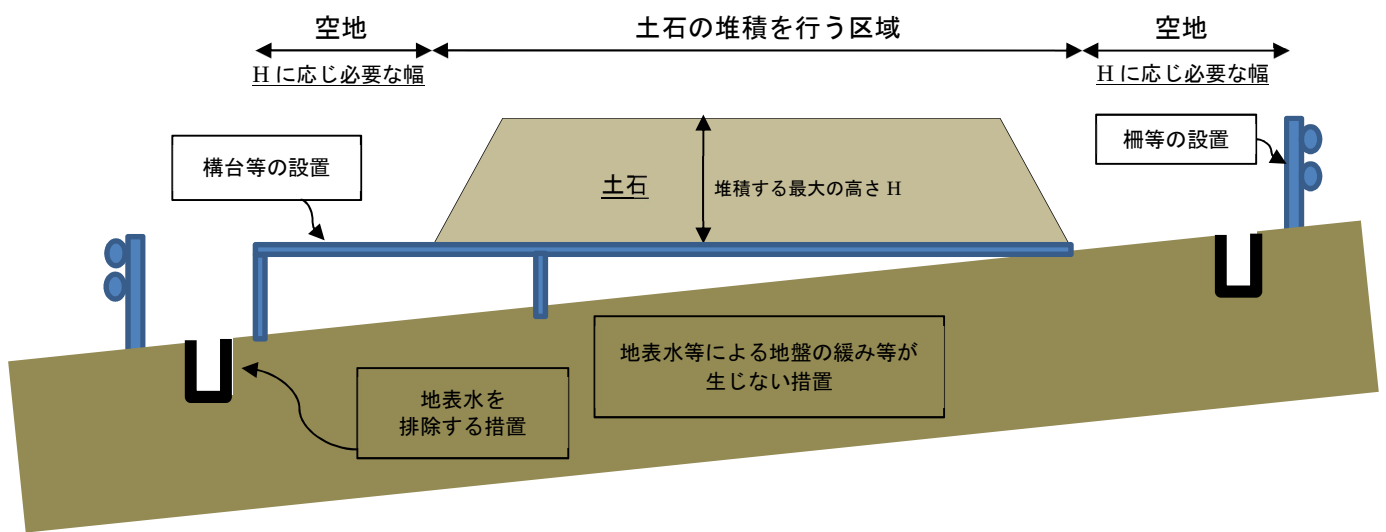 空地
土石の堆積を行う区域
空地
H に応じ必要な幅
H に応じ必要な幅
構台等の設置
土石
堆積する最大の高さ H
柵等の設置
地表水等による地盤の緩み等が
生じない措置
地表水を
排除する措置